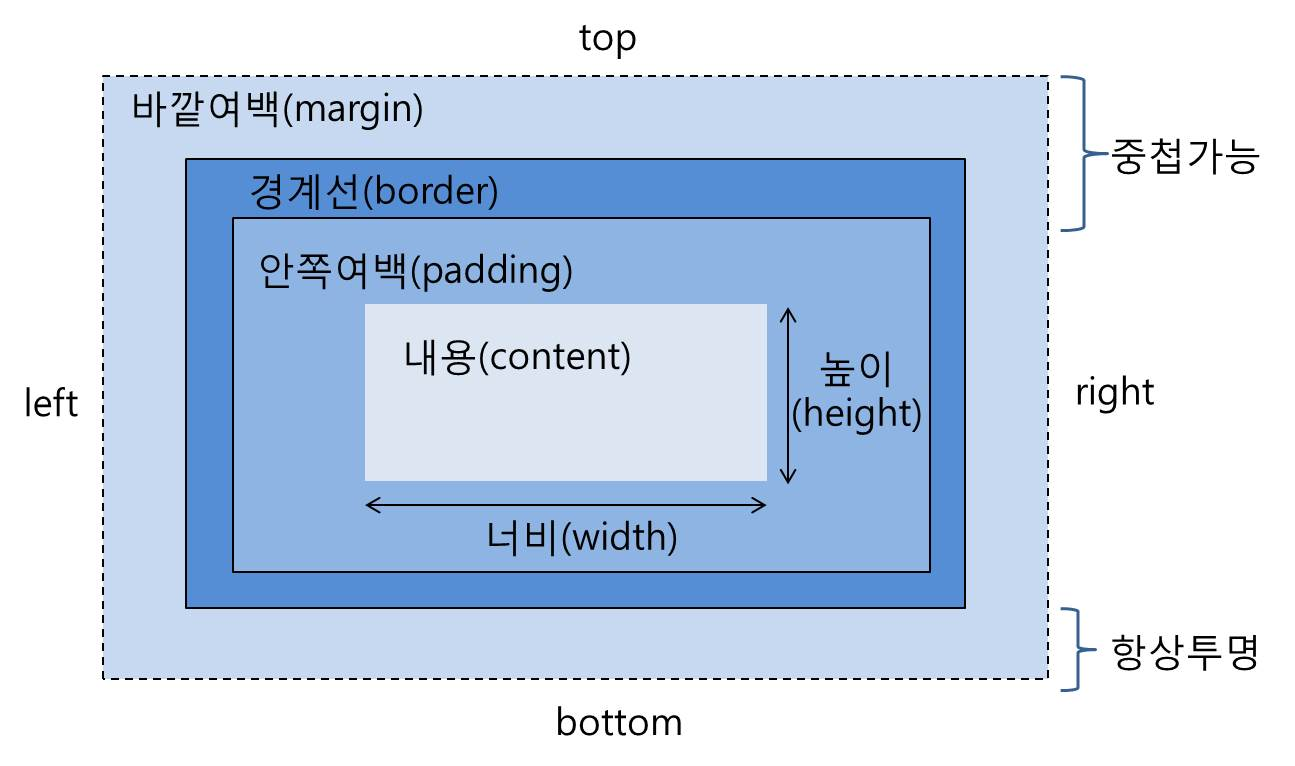 top
바깥여백(margin)
중첩가능
경계선(border)
안쪽여백(padding)
내용(content)
높이
(height)
left
right
너비(width)
항상투명
bottom